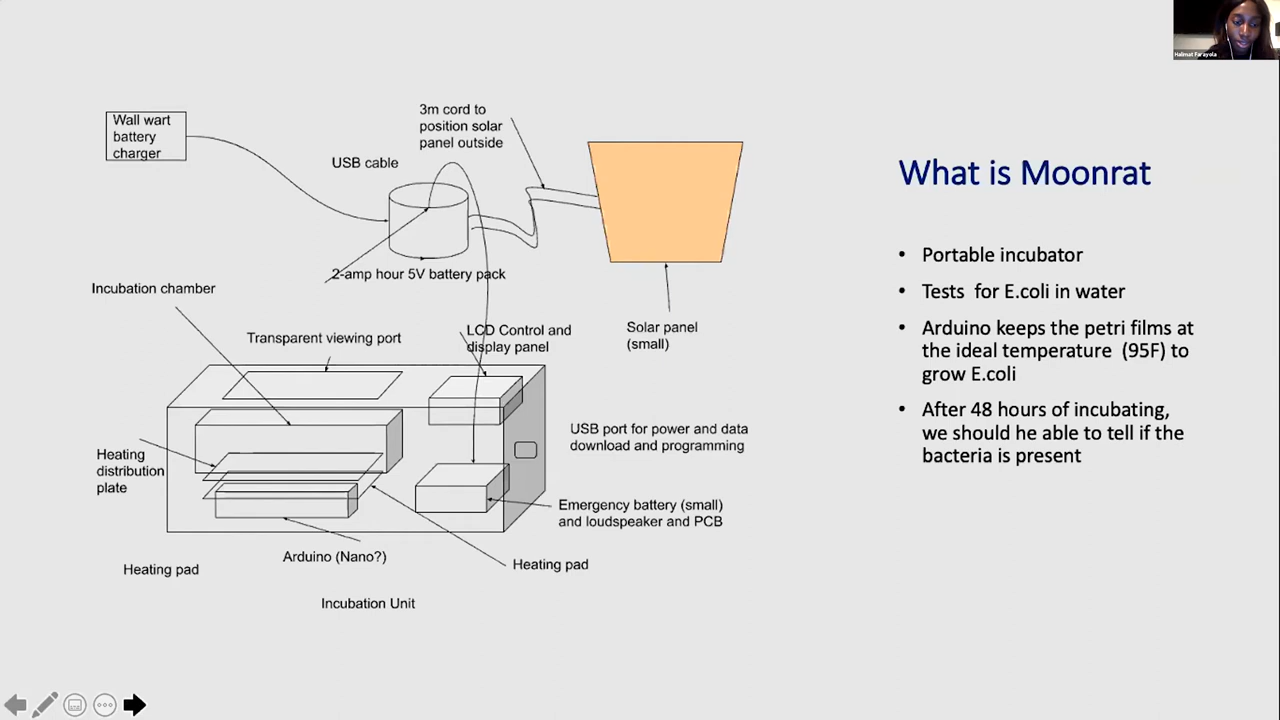 Halimat Farayola
Wall wart
battery
charger
USB cable
3m cord to
position solar
panel outside
2-amp hour 5V battery pack
Incubation chamber
Transparent viewing port
LCD Control and
display panel
Solar panel
(small)
Heating
distribution
plate
USB port for power and data
download and programming
Emergency battery (small)
and loudspeaker and PCB
Arduino (Nano?)
Heating pad
Heating pad
Incubation Unit
What is Moonrat
• Portable incubator
• Tests for E.coli in water
• Arduino keeps the petri films at
the ideal temperature (95F) to
grow E.coli
• After 48 hours of incubating,
we should he able to tell if the
bacteria is present